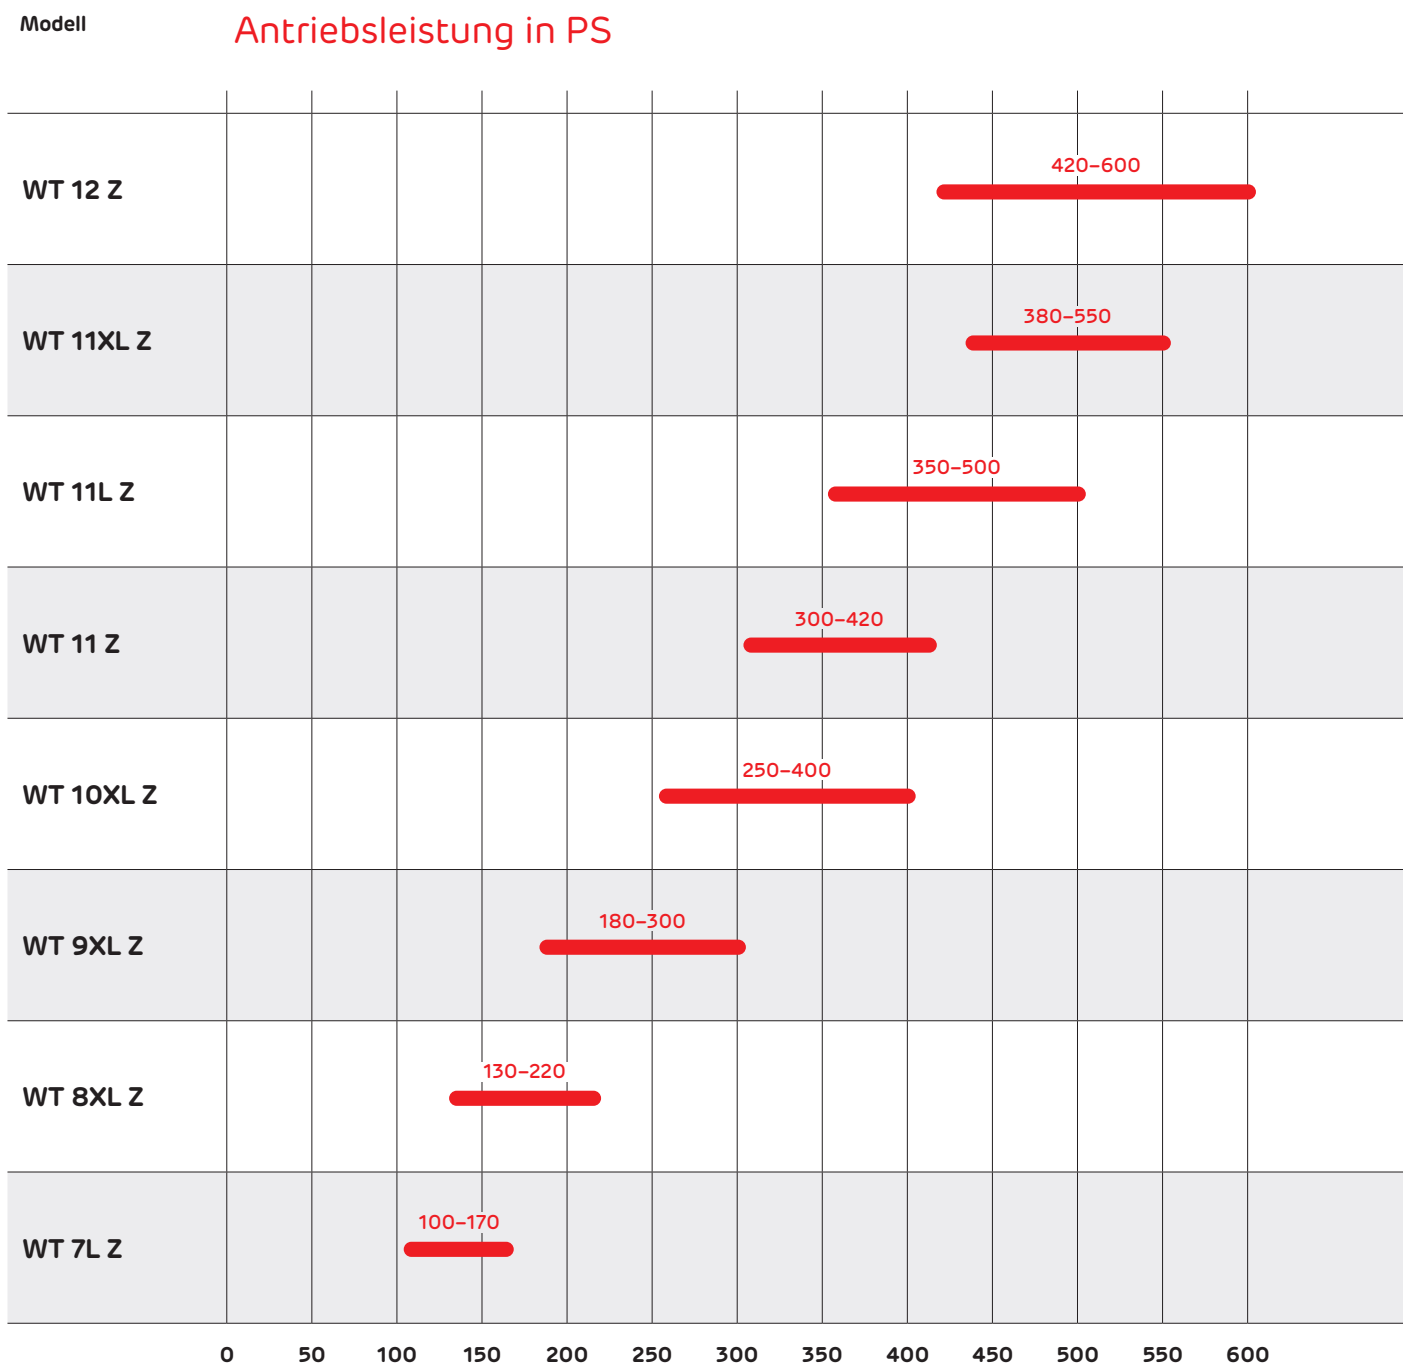 Modell Antriebsleistung in PS
WT 12 Z 420–600
WT 11XL Z 380–550
WT 11L Z 350–500
WT 11 Z 300–420
WT 10XL Z 250–400
WT 9XL Z 180–300
WT 8XL Z 130–220
WT 7L Z 100–170
0 50 100 150 200 250 300 350 400 450 500 550 600